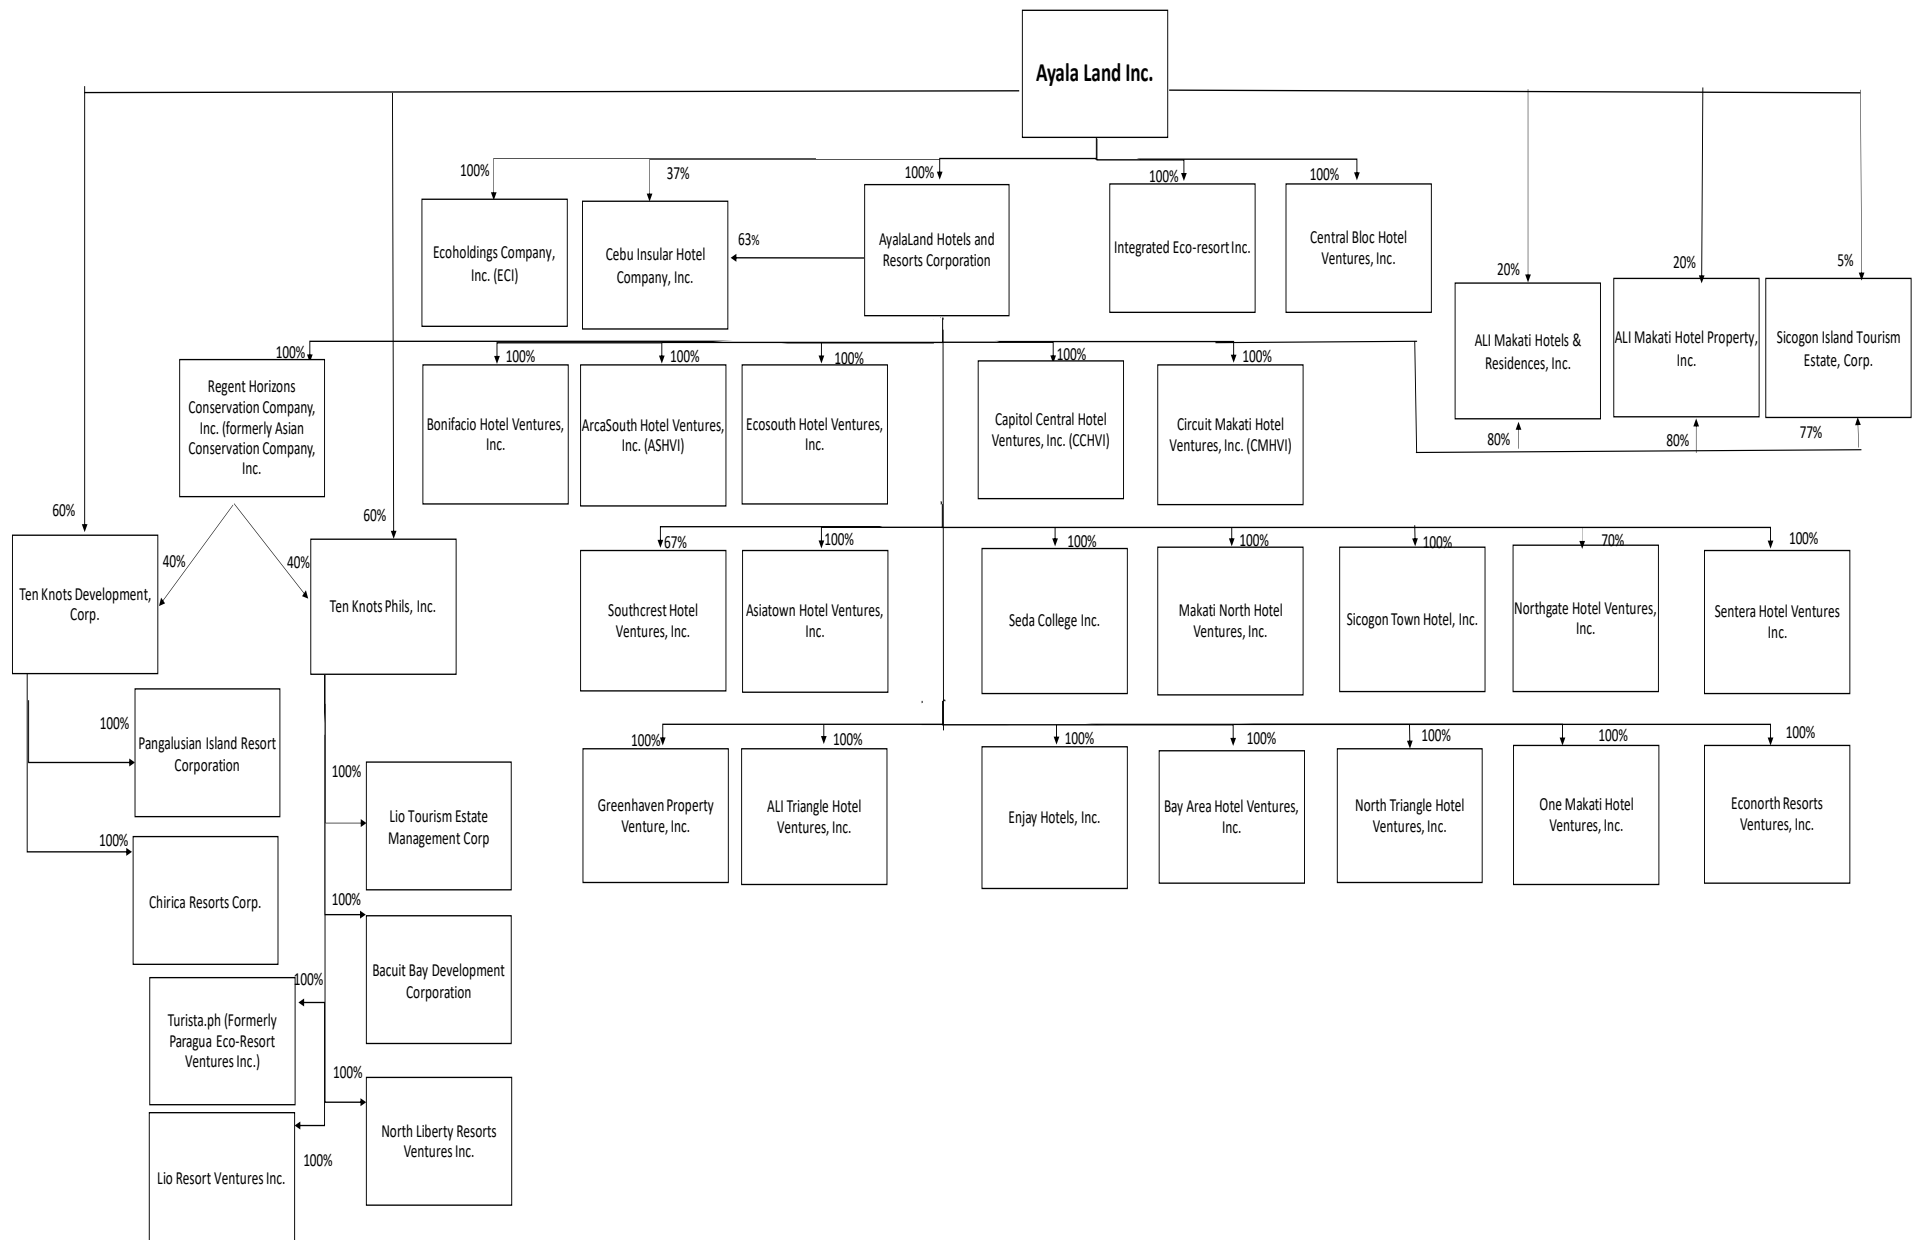 Ayala Land Inc.
100%
37%
100%
100%
100%
Ecoholdings Company,
Inc. (ECI)
Cebu Insular Hotel
Company, Inc.
63%
AyalaLand Hotels and
Resorts Corporation
Integrated Eco-resort Inc.
Central Bloc Hotel
Ventures, Inc.
20%
20%
5%
ALI Makati Hotels &
Residences, Inc.
ALI Makati Hotel Property,
Inc.
Sicogon Island Tourism
Estate, Corp.
80%
80%
77%
100%
100%
100%
100%
100%
100%
Regent Horizons
Conservation Company,
Inc. (formerly Asian
Conservation Company,
Inc.
Bonifacio Hotel Ventures,
Inc.
ArcaSouth Hotel Ventures,
Inc. (ASHVI)
Ecosouth Hotel Ventures,
Inc.
Capitol Central Hotel
Ventures, Inc. (CCHVI)
Circuit Makati Hotel
Ventures, Inc. (CMHVI)
60%
60%
40%
40%
Ten Knots Development,
Corp.
Ten Knots Phils, Inc.
67%
100%
100%
100%
100%
70%
100%
Southcrest Hotel
Ventures, Inc.
Asiatown Hotel Ventures,
Inc.
Seda College Inc.
Makati North Hotel
Ventures, Inc.
Sicogon Town Hotel, Inc.
Northgate Hotel Ventures,
Inc.
Sentera Hotel Ventures
Inc.
100%
Pangalusian Island Resort
Corporation
100%
100%
100%
100%
100%
100%
100%
Greenhaven Property
Venture, Inc.
ALI Triangle Hotel
Ventures, Inc.
Enjay Hotels, Inc.
Bay Area Hotel Ventures,
Inc.
North Triangle Hotel
Ventures, Inc.
One Makati Hotel
Ventures, Inc.
Econorth Resorts
Ventures, Inc.
100%
Lio Tourism Estate
Management Corp
100%
Chirica Resorts Corp.
100%
Bacuit Bay Development
Corporation
100%
Turista.ph (Formerly
Paragua Eco-Resort
Ventures Inc.)
100%
North Liberty Resorts
Ventures Inc.
100%
Lio Resort Ventures Inc.